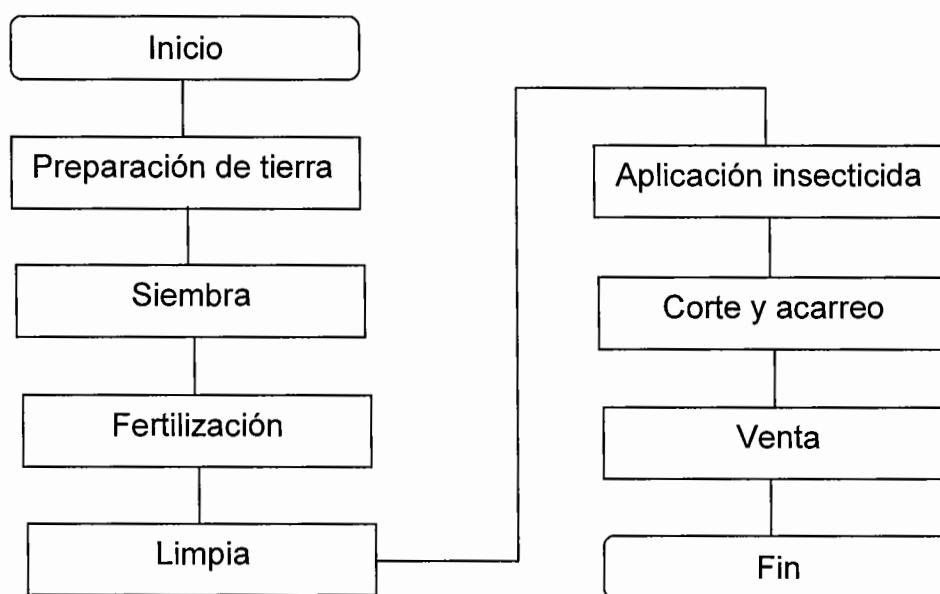 Inicio
Preparación de tierra
Siembra
Fertilización
Limpia
Aplicación insecticida
Corte y acarreo
Venta
Fin